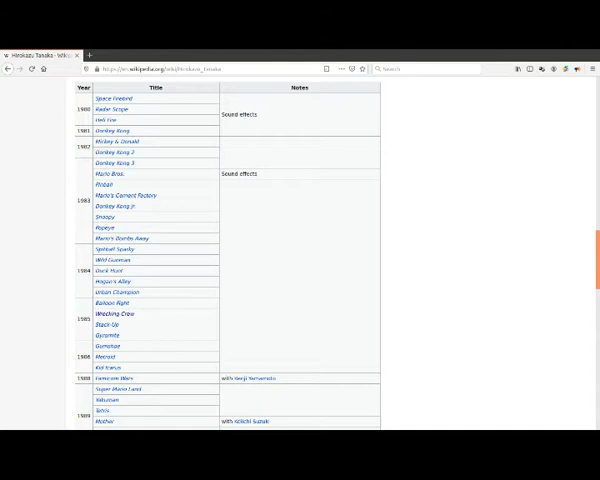 Hirokazu Tanaka - Wiki
https://en.wikipedia.org/wiki/Hirokazu_Tanaka
Search
Year Title Notes
1980 Space Firebird Sound effects
Radar Scope
Hell Fire
1981 Donkey Kong
1982 Mickey & Donald
Donkey Kong 2
Donkey Kong 3
1983 Mario Bros. Sound effects
Pinball
Mario's Cement Factory
Donkey Kong Jr.
Snoopy
Popeye
Mario's Bombs Away
1984 Spitball Sparky
Wild Gunman
Duck Hunt
Hogan's Alley
Urban Champion
1985 Balloon Fight
Wrecking Crew
Stack-Up
Gyromite
Gumshoe
1986 Metroid
Kid Icarus
1988 Famicom Wars with Kenji Yamamoto
1989 Super Mario Land
Yakuman
Tetris
Mother with Keiichi Suzuki